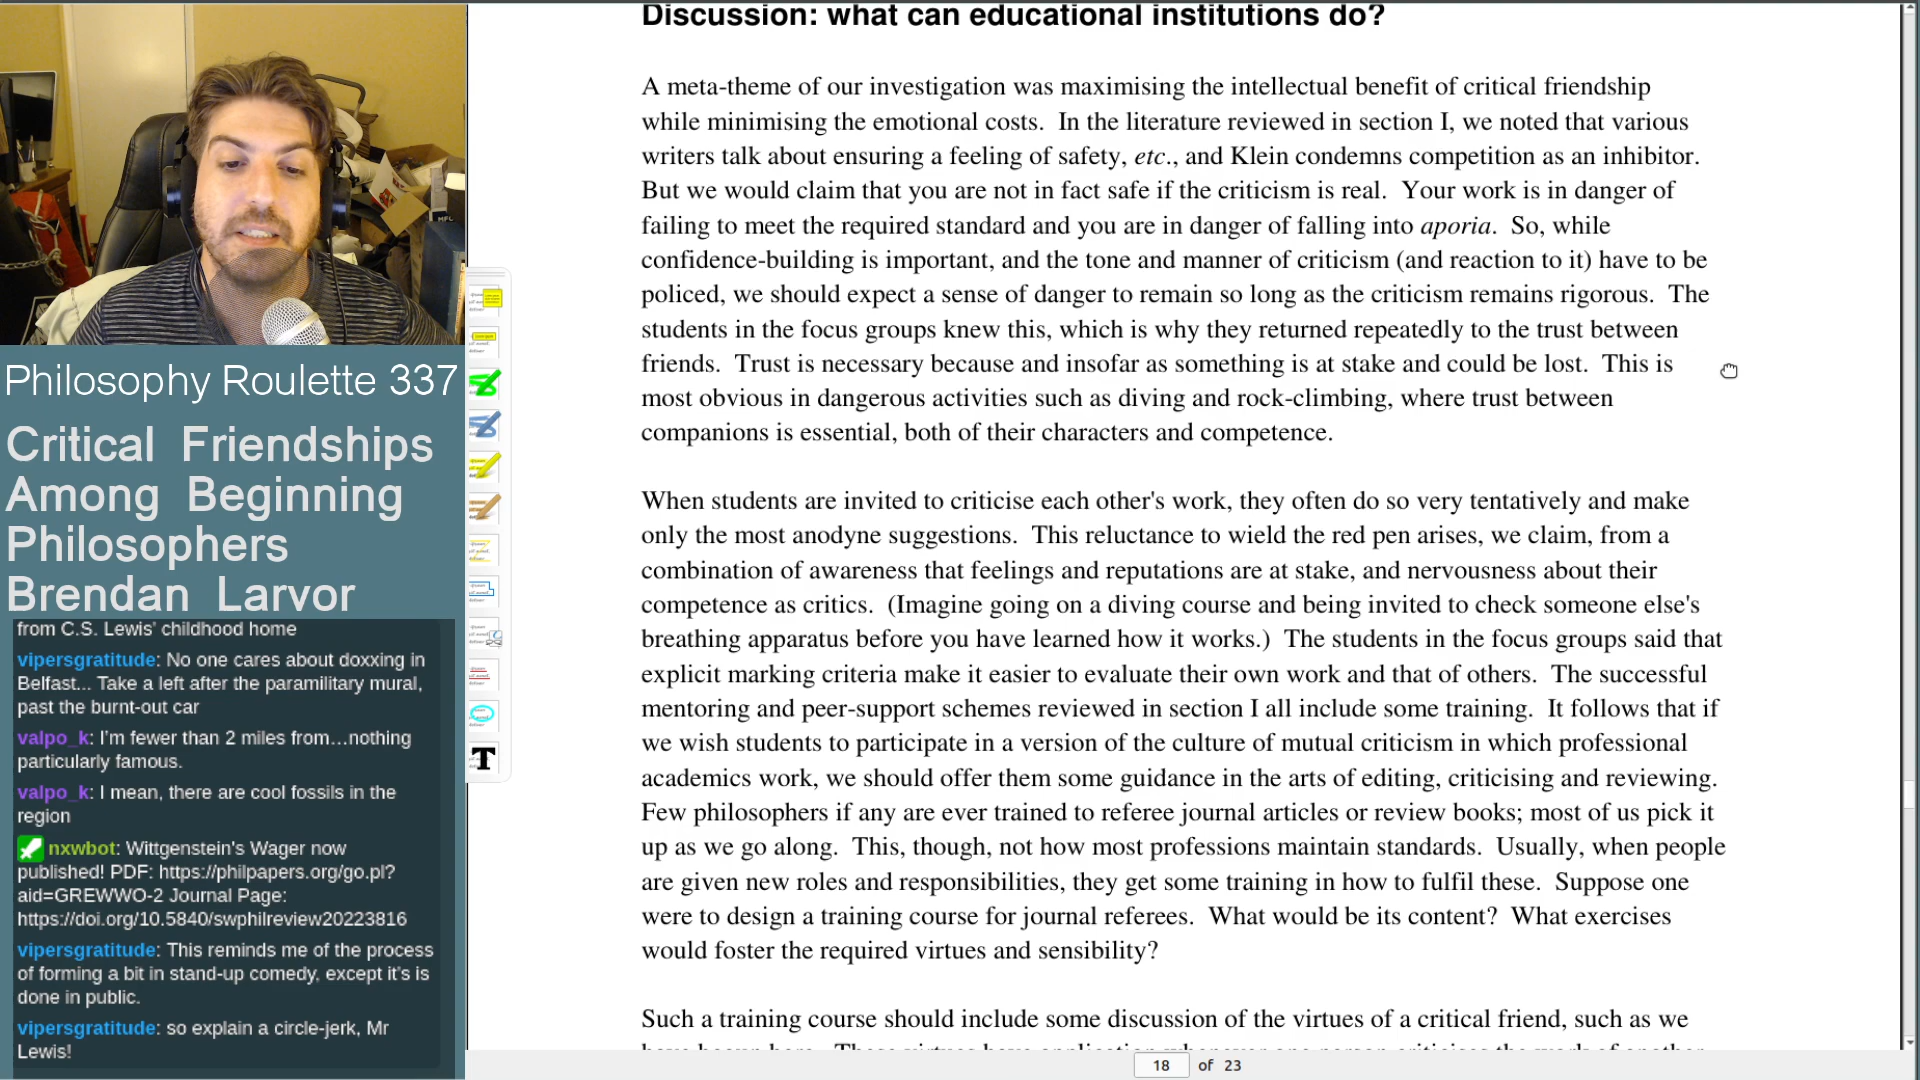 Discussion: what can educational institutions do?
A meta-theme of our investigation was maximising the intellectual benefit of critical friendship
while minimising the emotional costs.  In the literature reviewed in section I, we noted that various
writers talk about ensuring a feeling of safety, etc., and Klein condemns competition as an inhibitor.
But we would claim that you are not in fact safe if the criticism is real.  Your work is in danger of
failing to meet the required standard and you are in danger of falling into aporia.  So, while
confidence-building is important, and the tone and manner of criticism (and reaction to it) have to be
policed, we should expect a sense of danger to remain so long as the criticism remains rigorous.  The
students in the focus groups knew this, which is why they returned repeatedly to the trust between
friends.  Trust is necessary because and insofar as something is at stake and could be lost.  This is
most obvious in dangerous activities such as diving and rock-climbing, where trust between
companions is essential, both of their characters and competence.
When students are invited to criticise each other's work, they often do so very tentatively and make
only the most anodyne suggestions.  This reluctance to wield the red pen arises, we claim, from a
combination of awareness that feelings and reputations are at stake, and nervousness about their
competence as critics.  (Imagine going on a diving course and being invited to check someone else's
breathing apparatus before you have learned how it works.)  The students in the focus groups said that
explicit marking criteria make it easier to evaluate their own work and that of others.  The successful
mentoring and peer-support schemes reviewed in section I all include some training.  It follows that if
we wish students to participate in a version of the culture of mutual criticism in which professional
academics work, we should offer them some guidance in the arts of editing, criticising and reviewing.
Few philosophers if any are ever trained to referee journal articles or review books; most of us pick it
up as we go along.  This, though, not how most professions maintain standards.  Usually, when people
are given new roles and responsibilities, they get some training in how to fulfil these.  Suppose one
were to design a training course for journal referees.  What would be its content?  What exercises
would foster the required virtues and sensibility?
Such a training course should include some discussion of the virtues of a critical friend, such as we
18 of 23
Philosophy Roulette 337
Critical Friendships
Among Beginning
Philosophers
Brendan Larvor
from C.S. Lewis' childhood home
vipersgratitude: No one cares about doxxing in
Belfast... Take a left after the paramilitary mural,
past the burnt-out car
valpo_k: I'm fewer than 2 miles from…nothing
particularly famous.
valpo_k: I mean, there are cool fossils in the
region
nxwbot: Wittgenstein's Wager now
published! PDF: https://philpapers.org/go.pl?
aid=GREWWO-2 Journal Page:
https://doi.org/10.5840/swphilreview20223816
vipersgratitude: This reminds me of the process
of forming a bit in stand-up comedy, except it's is
done in public.
vipersgratitude: so explain a circle-jerk, Mr
Lewis!
T